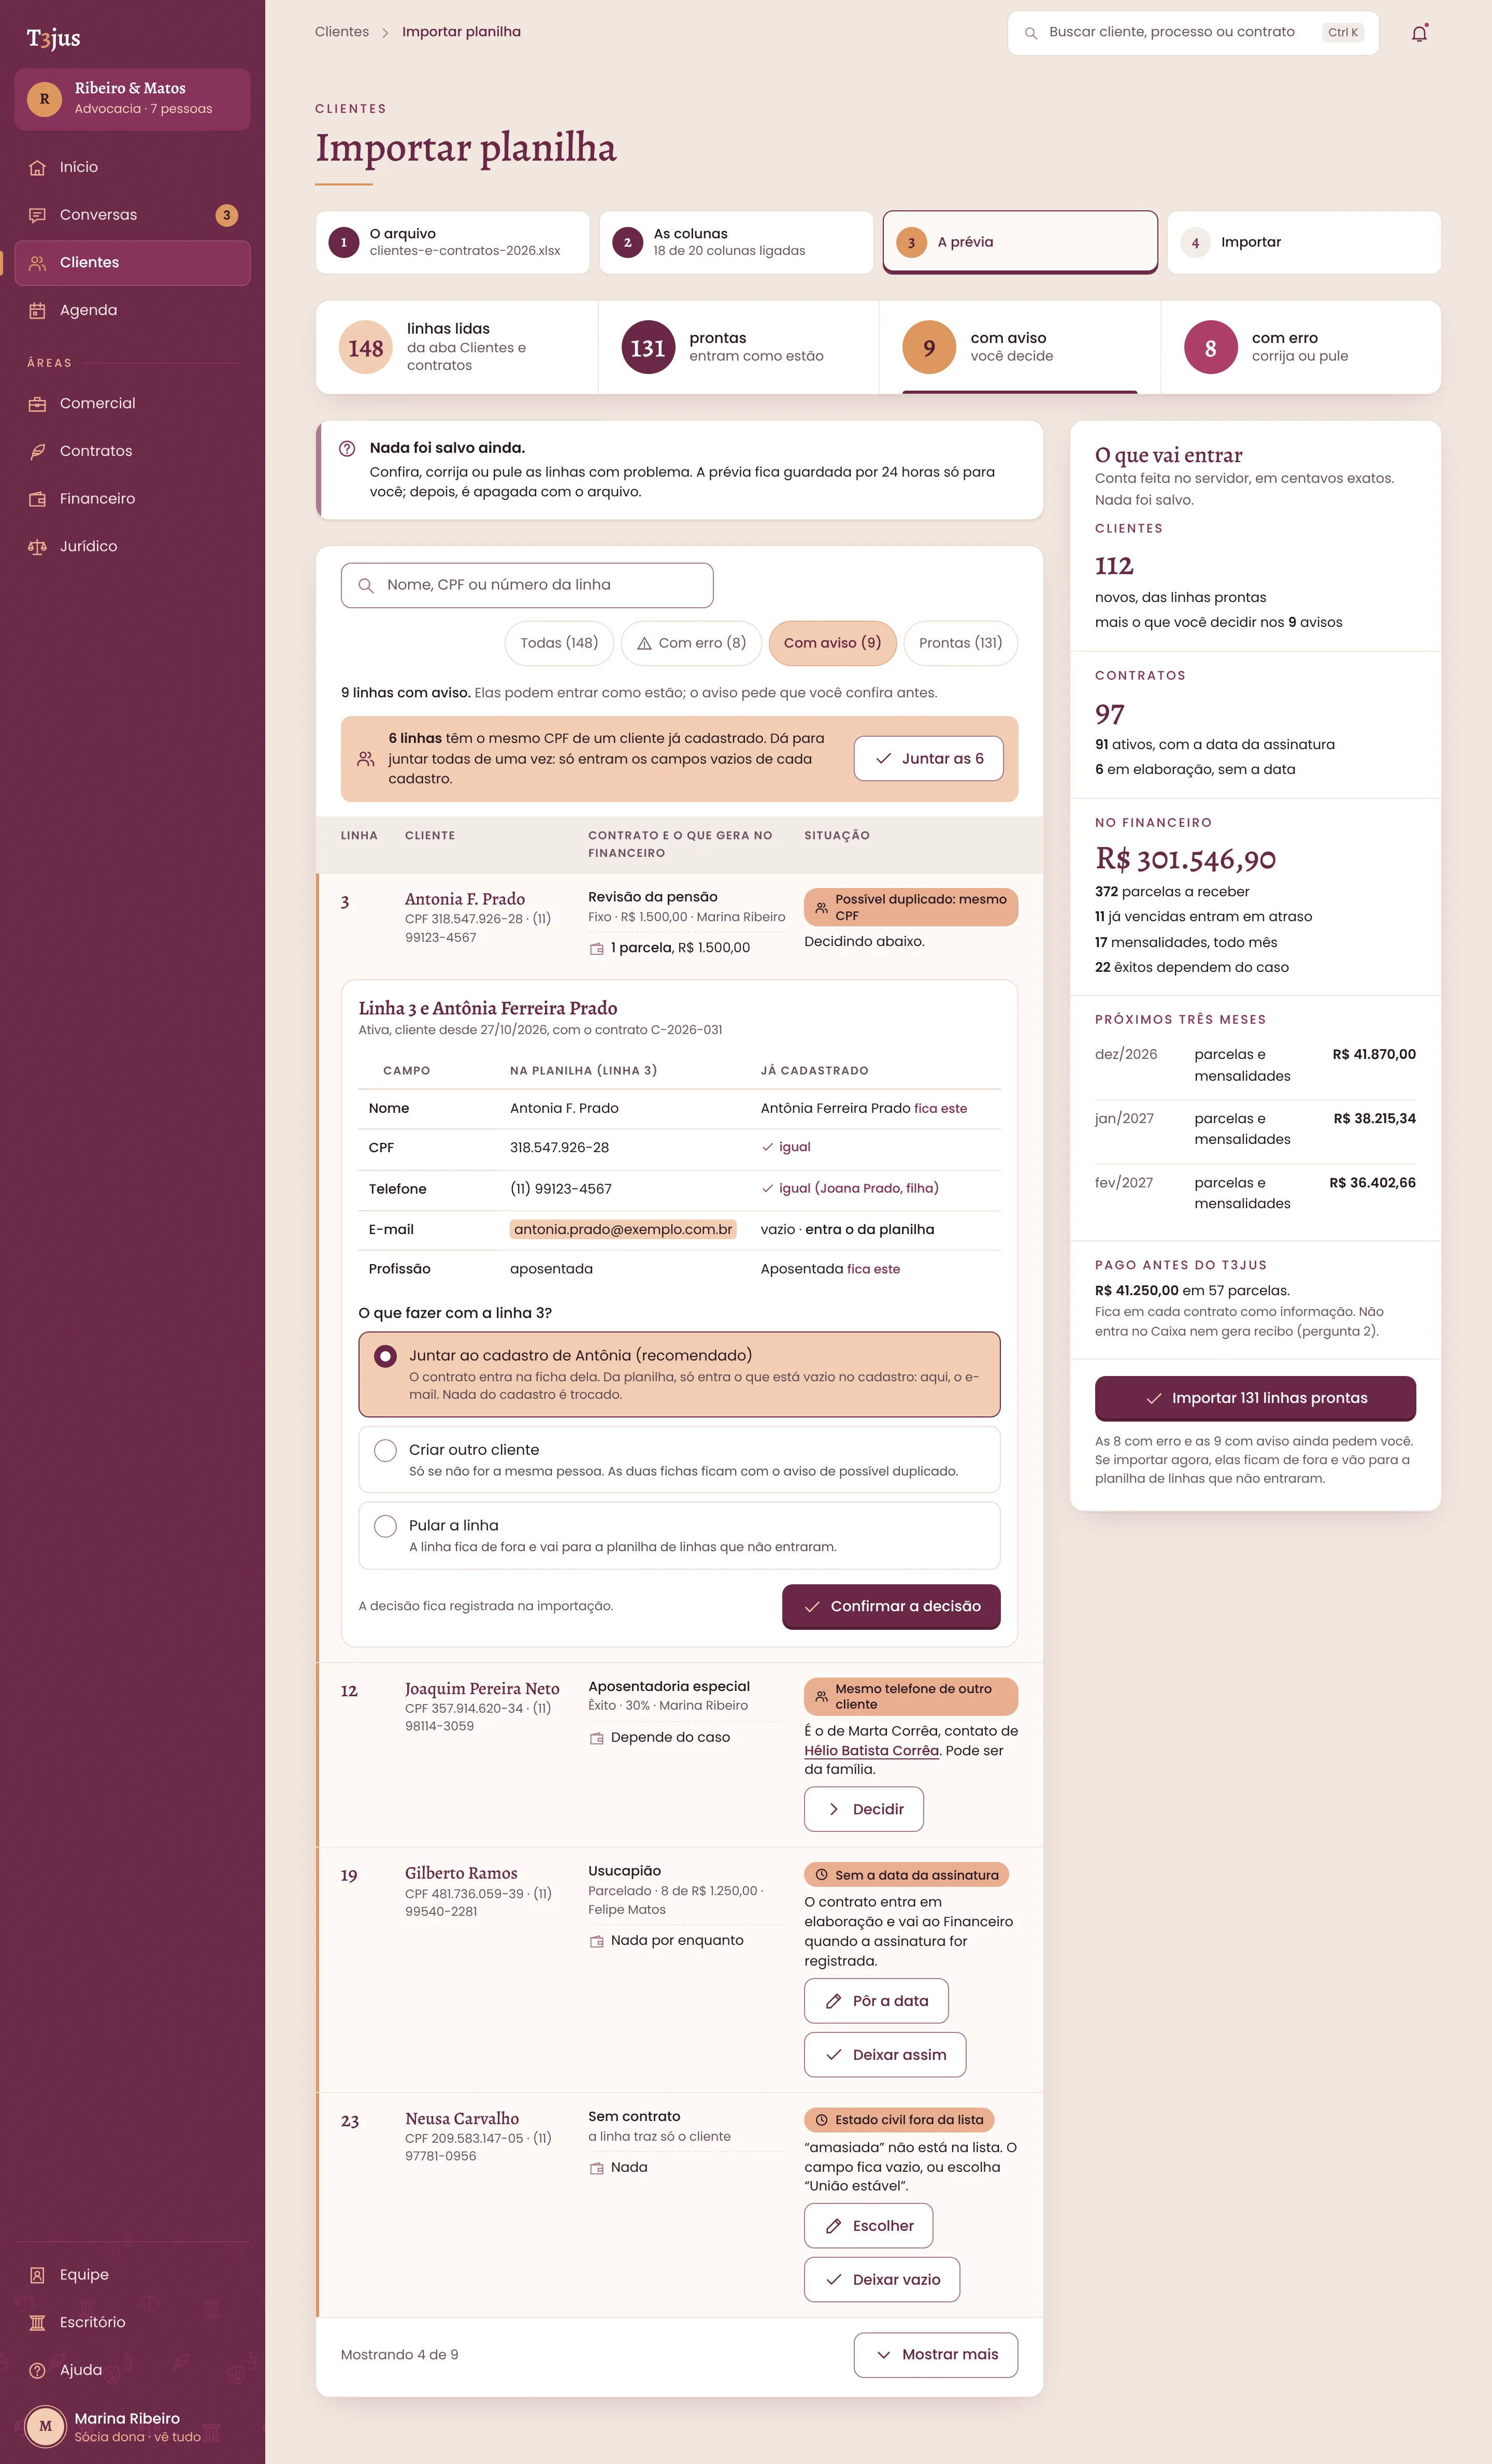 T3jus
R
Ribeiro & Matos
Advocacia · 7 pessoas
Início
Conversas
3
Clientes
Agenda
ÁREAS
Comercial
Contratos
Financeiro
Jurídico
Equipe
Escritório
Ajuda
M
Marina Ribeiro
Sócia dona · vê tudo
Clientes
Importar planilha
Buscar cliente, processo ou contrato
Ctrl K
CLIENTES
Importar planilha
1
O arquivo
clientes-e-contratos-2026.xlsx
2
As colunas
18 de 20 colunas ligadas
3
A prévia
4
Importar
148
linhas lidas
da aba Clientes e
contratos
131
prontas
entram como estão
9
com aviso
você decide
8
com erro
corrija ou pule
Nada foi salvo ainda.
Confira, corrija ou pule as linhas com problema. A prévia fica guardada por 24 horas só para
você; depois, é apagada com o arquivo.
Nome, CPF ou número da linha
Todas (148)
Com erro (8)
Com aviso (9)
Prontas (131)
9 linhas com aviso. Elas podem entrar como estão; o aviso pede que você confira antes.
6 linhas têm o mesmo CPF de um cliente já cadastrado. Dá para
juntar todas de uma vez: só entram os campos vazios de cada
cadastro.
Juntar as 6
LINHA
CLIENTE
CONTRATO E O QUE GERA NO
FINANCEIRO
SITUAÇÃO
3
Antonia F. Prado
CPF 318.547.926-28 · (11)
99123-4567
Revisão da pensão
Fixo · R$ 1.500,00 · Marina Ribeiro
1 parcela, R$ 1.500,00
Possível duplicado: mesmo
CPF
Decidindo abaixo.
Linha 3 e Antônia Ferreira Prado
Ativa, cliente desde 27/10/2026, com o contrato C-2026-031
CAMPO
NA PLANILHA (LINHA 3)
JÁ CADASTRADO
Nome
Antonia F. Prado
Antônia Ferreira Prado fica este
CPF
318.547.926-28
igual
Telefone
(11) 99123-4567
igual (Joana Prado, filha)
E-mail
antonia.prado@exemplo.com.br
vazio · entra o da planilha
Profissão
aposentada
Aposentada fica este
O que fazer com a linha 3?
Juntar ao cadastro de Antônia (recomendado)
O contrato entra na ficha dela. Da planilha, só entra o que está vazio no cadastro: aqui, o e-
mail. Nada do cadastro é trocado.
Criar outro cliente
Só se não for a mesma pessoa. As duas fichas ficam com o aviso de possível duplicado.
Pular a linha
A linha fica de fora e vai para a planilha de linhas que não entraram.
A decisão fica registrada na importação.
Confirmar a decisão
12
Joaquim Pereira Neto
CPF 357.914.620-34 · (11)
98114-3059
Aposentadoria especial
Êxito · 30% · Marina Ribeiro
Depende do caso
Mesmo telefone de outro
cliente
É o de Marta Corrêa, contato de
Hélio Batista Corrêa. Pode ser
da família.
Decidir
19
Gilberto Ramos
CPF 481.736.059-39 · (11)
99540-2281
Usucapião
Parcelado · 8 de R$ 1.250,00 ·
Felipe Matos
Nada por enquanto
Sem a data da assinatura
O contrato entra em
elaboração e vai ao Financeiro
quando a assinatura for
registrada.
Pôr a data
Deixar assim
23
Neusa Carvalho
CPF 209.583.147-05 · (11)
97781-0956
Sem contrato
a linha traz só o cliente
Nada
Estado civil fora da lista
“amasiada” não está na lista. O
campo fica vazio, ou escolha
“União estável”.
Escolher
Deixar vazio
Mostrando 4 de 9
Mostrar mais
O que vai entrar
Conta feita no servidor, em centavos exatos.
Nada foi salvo.
CLIENTES
112
novos, das linhas prontas
mais o que você decidir nos 9 avisos
CONTRATOS
97
91 ativos, com a data da assinatura
6 em elaboração, sem a data
NO FINANCEIRO
R$ 301.546,90
372 parcelas a receber
11 já vencidas entram em atraso
17 mensalidades, todo mês
22 êxitos dependem do caso
PRÓXIMOS TRÊS MESES
dez/2026
parcelas e
mensalidades
R$ 41.870,00
jan/2027
parcelas e
mensalidades
R$ 38.215,34
fev/2027
parcelas e
mensalidades
R$ 36.402,66
PAGO ANTES DO T3JUS
R$ 41.250,00 em 57 parcelas.
Fica em cada contrato como informação. Não
entra no Caixa nem gera recibo (pergunta 2).
Importar 131 linhas prontas
As 8 com erro e as 9 com aviso ainda pedem você.
Se importar agora, elas ficam de fora e vão para a
planilha de linhas que não entraram.